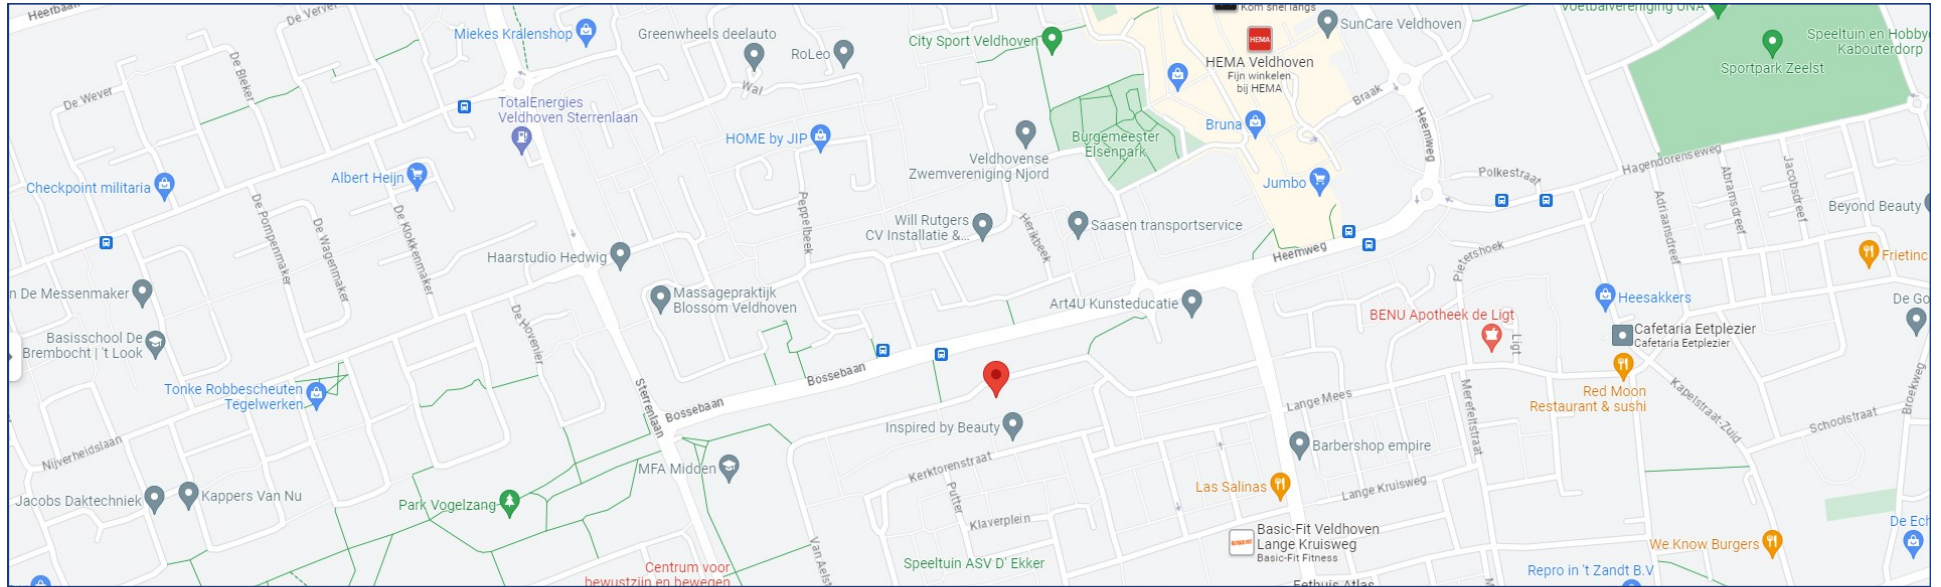 Heerbaan
De Verver
Miekes Kralenshop
Greenwheels deelauto
RoLeo
City Sport Veldhoven
Kom snel langs
SunCare Veldhoven
Voetbalvereniging UNA
Speeltuin en Hobby
Kabouterdorp
Sportpark Zeelst
HEMA
HEMA Veldhoven
Fijn winkelen
bij HEMA
De Bleker
De Wever
Wal
TotalEnergies
Veldhoven Sterrenlaan
HOME by JIP
Burgemeester
Elsenpark
Bruna
Braak
Heemweg
Veldhovense
Zwemvereniging Njord
Hagendorenseweg
Checkpoint militaria
Albert Heijn
Jumbo
Polkestraat
Adriaansdreef
Abramsdreef
Jacobsdreef
Beyond Beauty
De Pompenmaker
De Wagenmaker
De Klokkenmaker
Peppelbeek
Will Rutgers
CV Installatie &...
Herikbeek
Saasen transportservice
Heemweg
Pietershoek
Frietinc
Haarstudio Hedwig
n De Messenmaker
Massagepraktijk
Blossom Veldhoven
Art4U Kunsteducatie
BENU Apotheek de Ligt
Heesakkers
De Go
Basisschool De
Brembocht | 't Look
De Hovenier
Ligt
Cafetaria Eetplezier
Cafetaria Eetplezier
Bossebaan
Tonke Robbescheuten
Tegelwerken
Sterrenlaan
Bossebaan
Lange Mees
Merefeltstraat
Red Moon
Restaurant & sushi
Kapelstraat-Zuid
Broekweg
Schoolstraat
Inspired by Beauty
Nijverheidslaan
MFA Midden
Kerktorenstraat
Barbershop empire
Jacobs Daktechniek
Kappers Van Nu
Park Vogelzang
Putter
Las Salinas
Lange Kruisweg
Klaverplein
Basic-Fit Veldhoven
Lange Kruisweg
Basic-Fit Fitness
De Ech
We Know Burgers
Van Aelst
Speeltuin ASV D' Ekker
Centrum voor
bewustzijn en bewegen
Repro in 't Zandt B.V
Eethuis Atlas
M